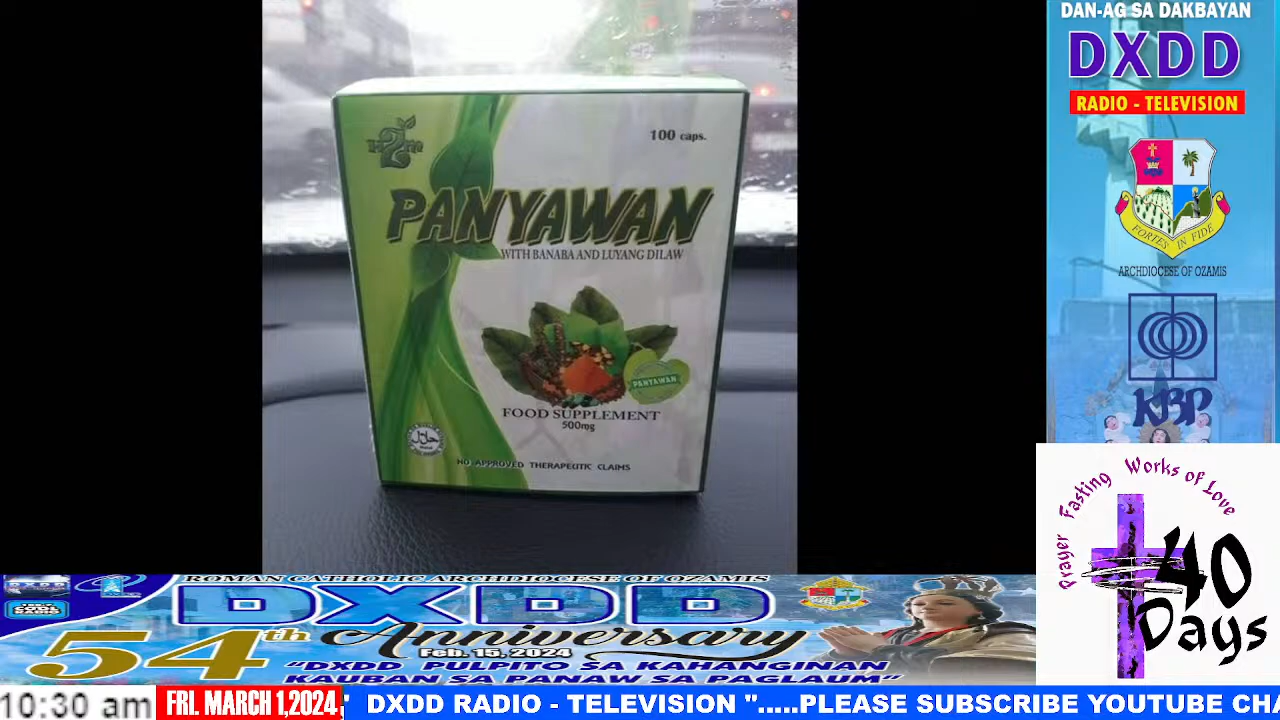 100 caps.
PANYAWAN
WITH BANABA AND LUYANG DILAW
PANYAWAN
FOOD SUPPLEMENT
500mg
NO APPROVED THERAPEUTIC CLAIMS
DAN-AG SA DAKBAYAN
DXDD
RADIO - TELEVISION
FORTES IN FIDE
ARCHDIOCESE OF OZAMIS
KBP
Prayer Fasting Works of Love
40
Days
ROMAN CATHOLIC ARCHDIOCESE OF OZAMIS
DXDD
54th Anniversary
Feb. 15, 2024
"DXDD PULPITO SA KAHANGINAN
KAUBAN SA PANAW SA PAGLAUM"
10:30 am FRI. MARCH 1,2024 DXDD RADIO - TELEVISION ".....PLEASE SUBSCRIBE YOUTUBE CHA